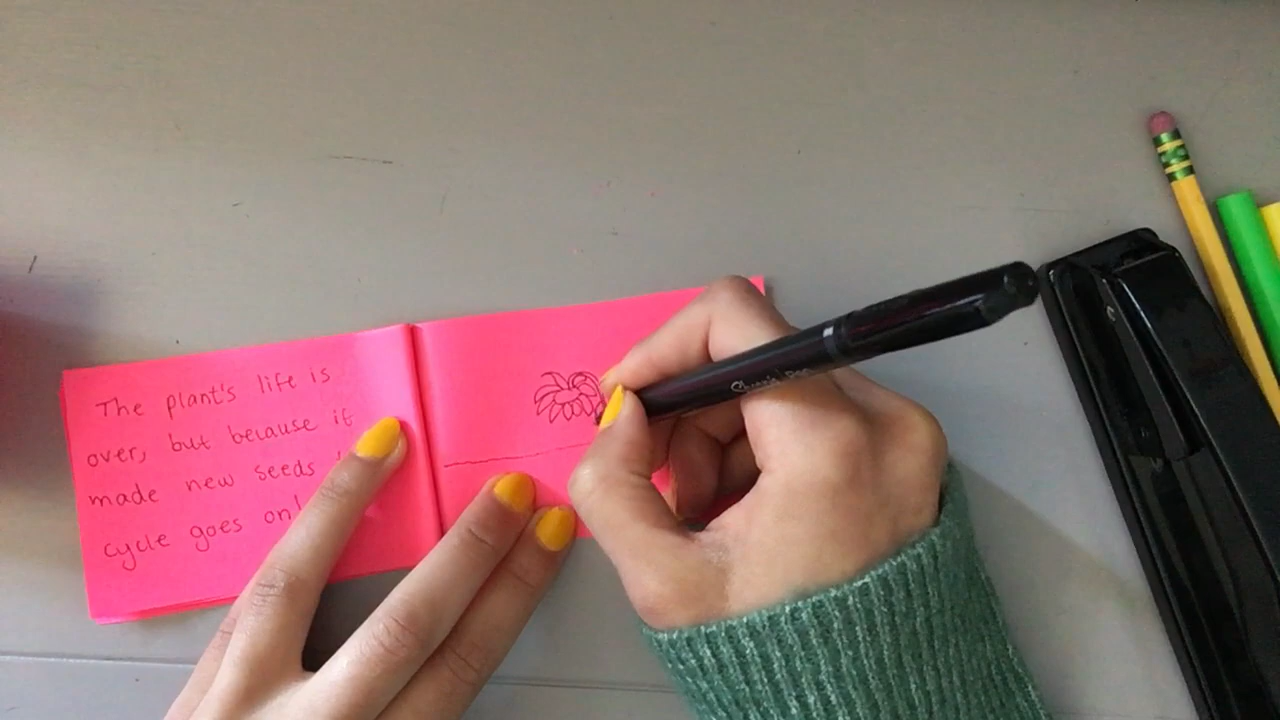 The plant's life is
over, but because it
made new seeds
cycle goes on!
Sharpie Pen